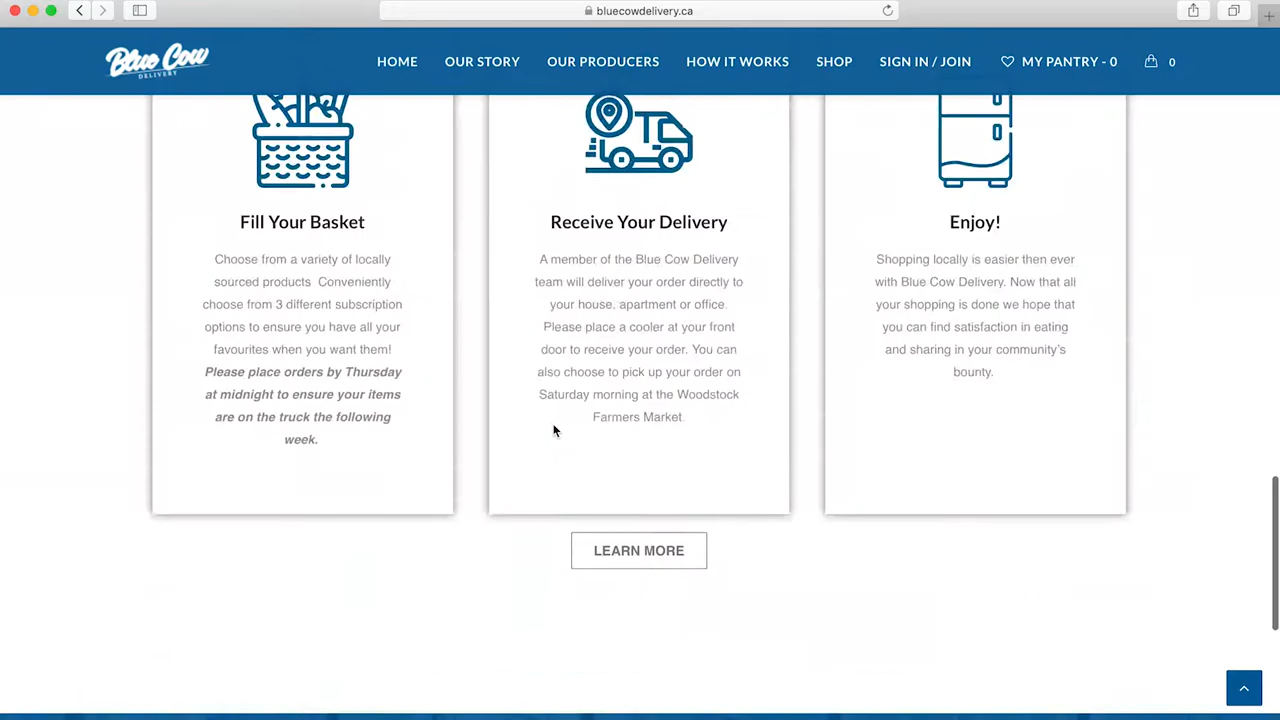 bluecowdelivery.ca
Blue Cow
DELIVERY
HOME OUR STORY OUR PRODUCERS HOW IT WORKS SHOP SIGN IN / JOIN MY PANTRY - 0 0
Fill Your Basket
Choose from a variety of locally
sourced products Conveniently
choose from 3 different subscription
options to ensure you have all your
favourites when you want them!
Please place orders by Thursday
at midnight to ensure your items
are on the truck the following
week.
Receive Your Delivery
A member of the Blue Cow Delivery
team will deliver your order directly to
your house, apartment or office.
Please place a cooler at your front
door to receive your order. You can
also choose to pick up your order on
Saturday morning at the Woodstock
Farmers Market.
Enjoy!
Shopping locally is easier then ever
with Blue Cow Delivery. Now that all
your shopping is done we hope that
you can find satisfaction in eating
and sharing in your community's
bounty.
LEARN MORE